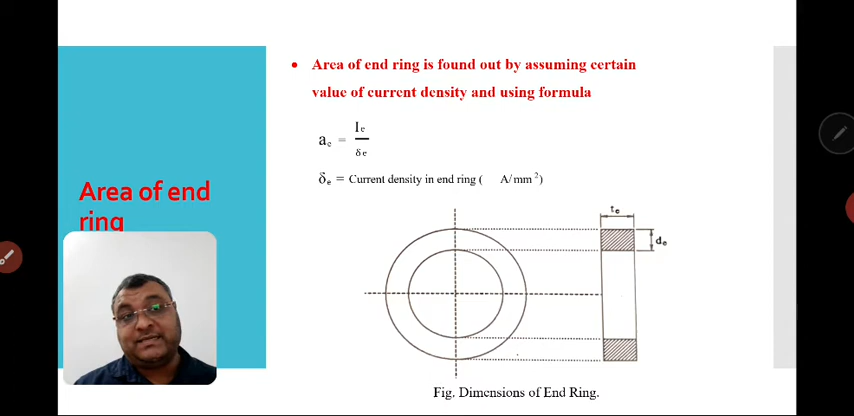 Area of end
ring
• Area of end ring is found out by assuming certain
value of current density and using formula
aₑ = Iₑ / δₑ
δₑ = Current density in end ring ( A/mm²)
tₑ
dₑ
Fig. Dimensions of End Ring.